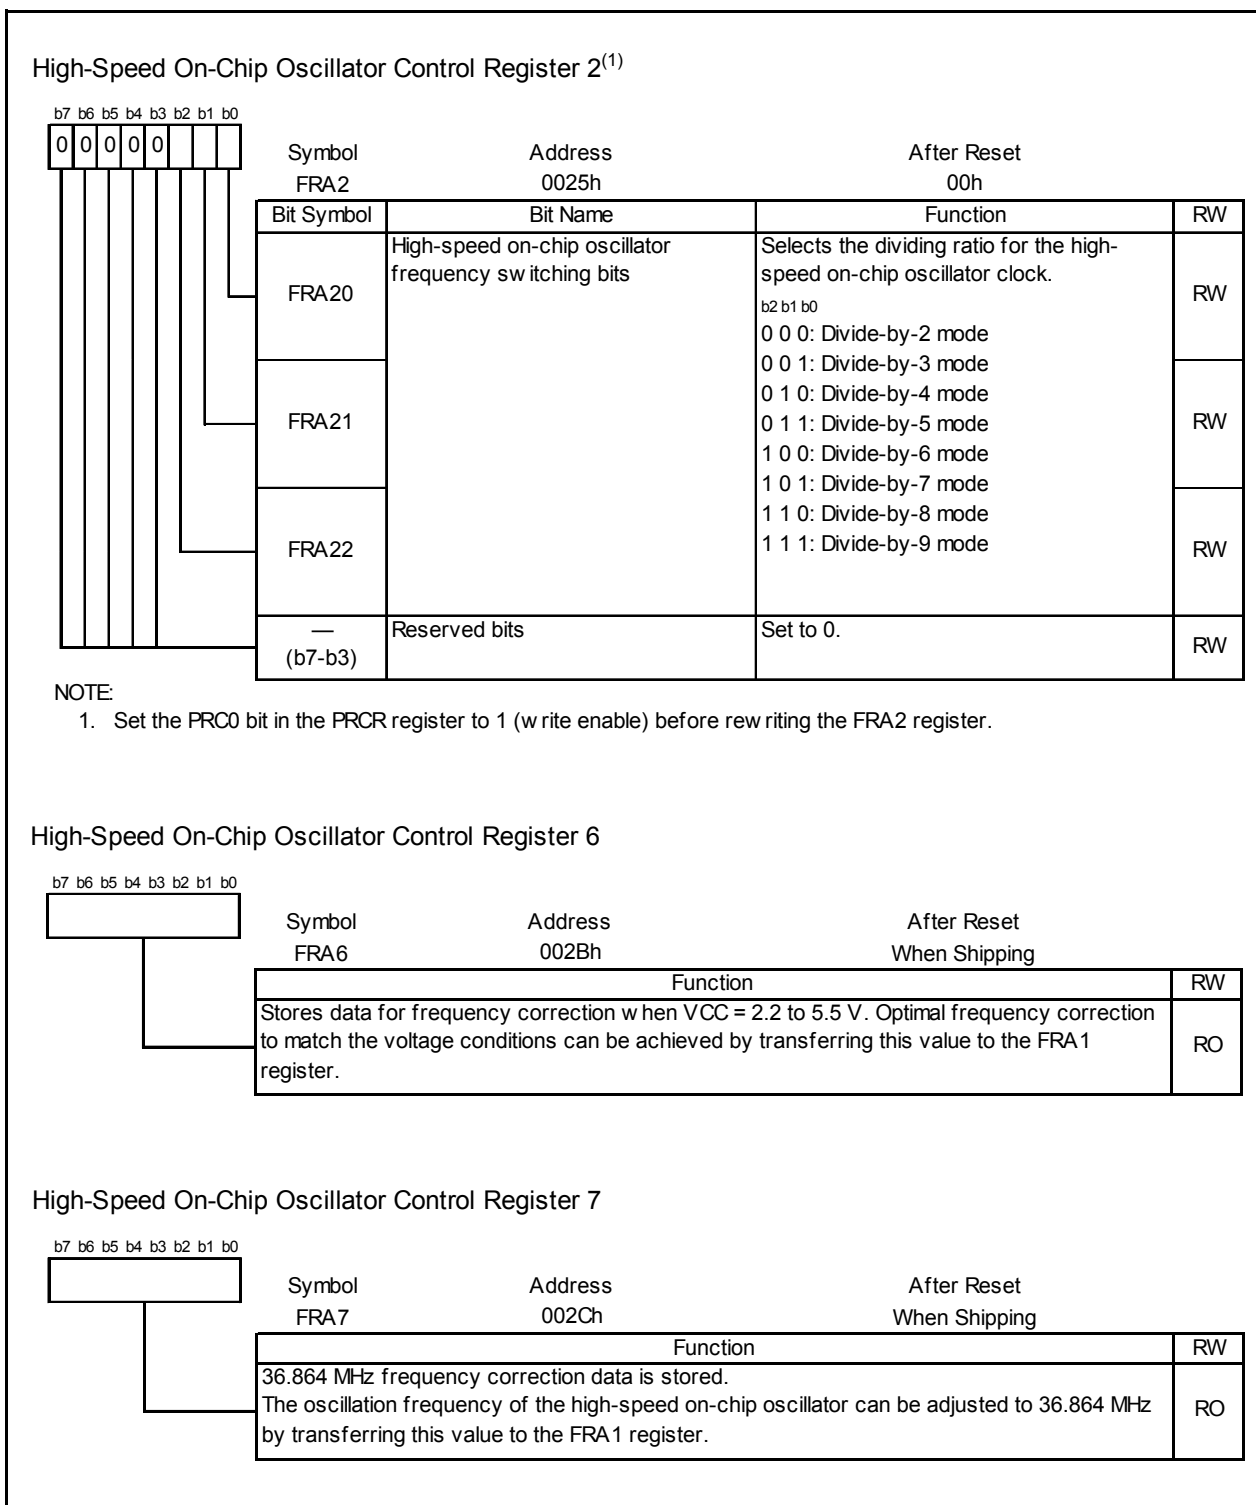 High-Speed On-Chip Oscillator Control Register 2(1)
b7 b6 b5 b4 b3 b2 b1 b0
0 0 0 0 0
Symbol Address After Reset
FRA2 0025h 00h
Bit Symbol Bit Name Function RW
FRA20 High-speed on-chip oscillator frequency switching bits Selects the dividing ratio for the high-speed on-chip oscillator clock. RW
b2 b1 b0
0 0 0: Divide-by-2 mode
0 0 1: Divide-by-3 mode
0 1 0: Divide-by-4 mode
FRA21 0 1 1: Divide-by-5 mode RW
1 0 0: Divide-by-6 mode
1 0 1: Divide-by-7 mode
1 1 0: Divide-by-8 mode
FRA22 1 1 1: Divide-by-9 mode RW
— (b7-b3) Reserved bits Set to 0. RW
NOTE:
1. Set the PRC0 bit in the PRCR register to 1 (write enable) before rewriting the FRA2 register.
High-Speed On-Chip Oscillator Control Register 6
b7 b6 b5 b4 b3 b2 b1 b0
Symbol Address After Reset
FRA6 002Bh When Shipping
Function RW
Stores data for frequency correction when VCC = 2.2 to 5.5 V. Optimal frequency correction
to match the voltage conditions can be achieved by transferring this value to the FRA1 RO
register.
High-Speed On-Chip Oscillator Control Register 7
b7 b6 b5 b4 b3 b2 b1 b0
Symbol Address After Reset
FRA7 002Ch When Shipping
Function RW
36.864 MHz frequency correction data is stored.
The oscillation frequency of the high-speed on-chip oscillator can be adjusted to 36.864 MHz RO
by transferring this value to the FRA1 register.